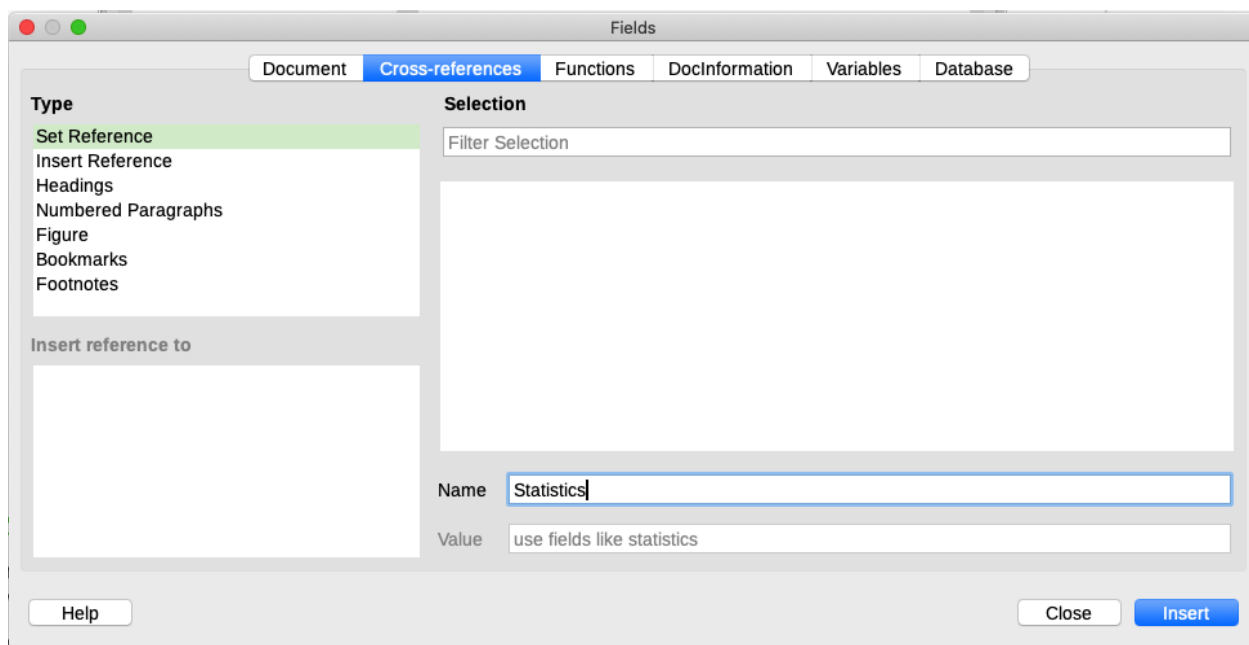 Fields
Document Cross-references Functions DocInformation Variables Database
Type
Set Reference
Insert Reference
Headings
Numbered Paragraphs
Figure
Bookmarks
Footnotes
Insert reference to
Selection
Filter Selection
Name Statistics
Value use fields like statistics
Help Close Insert